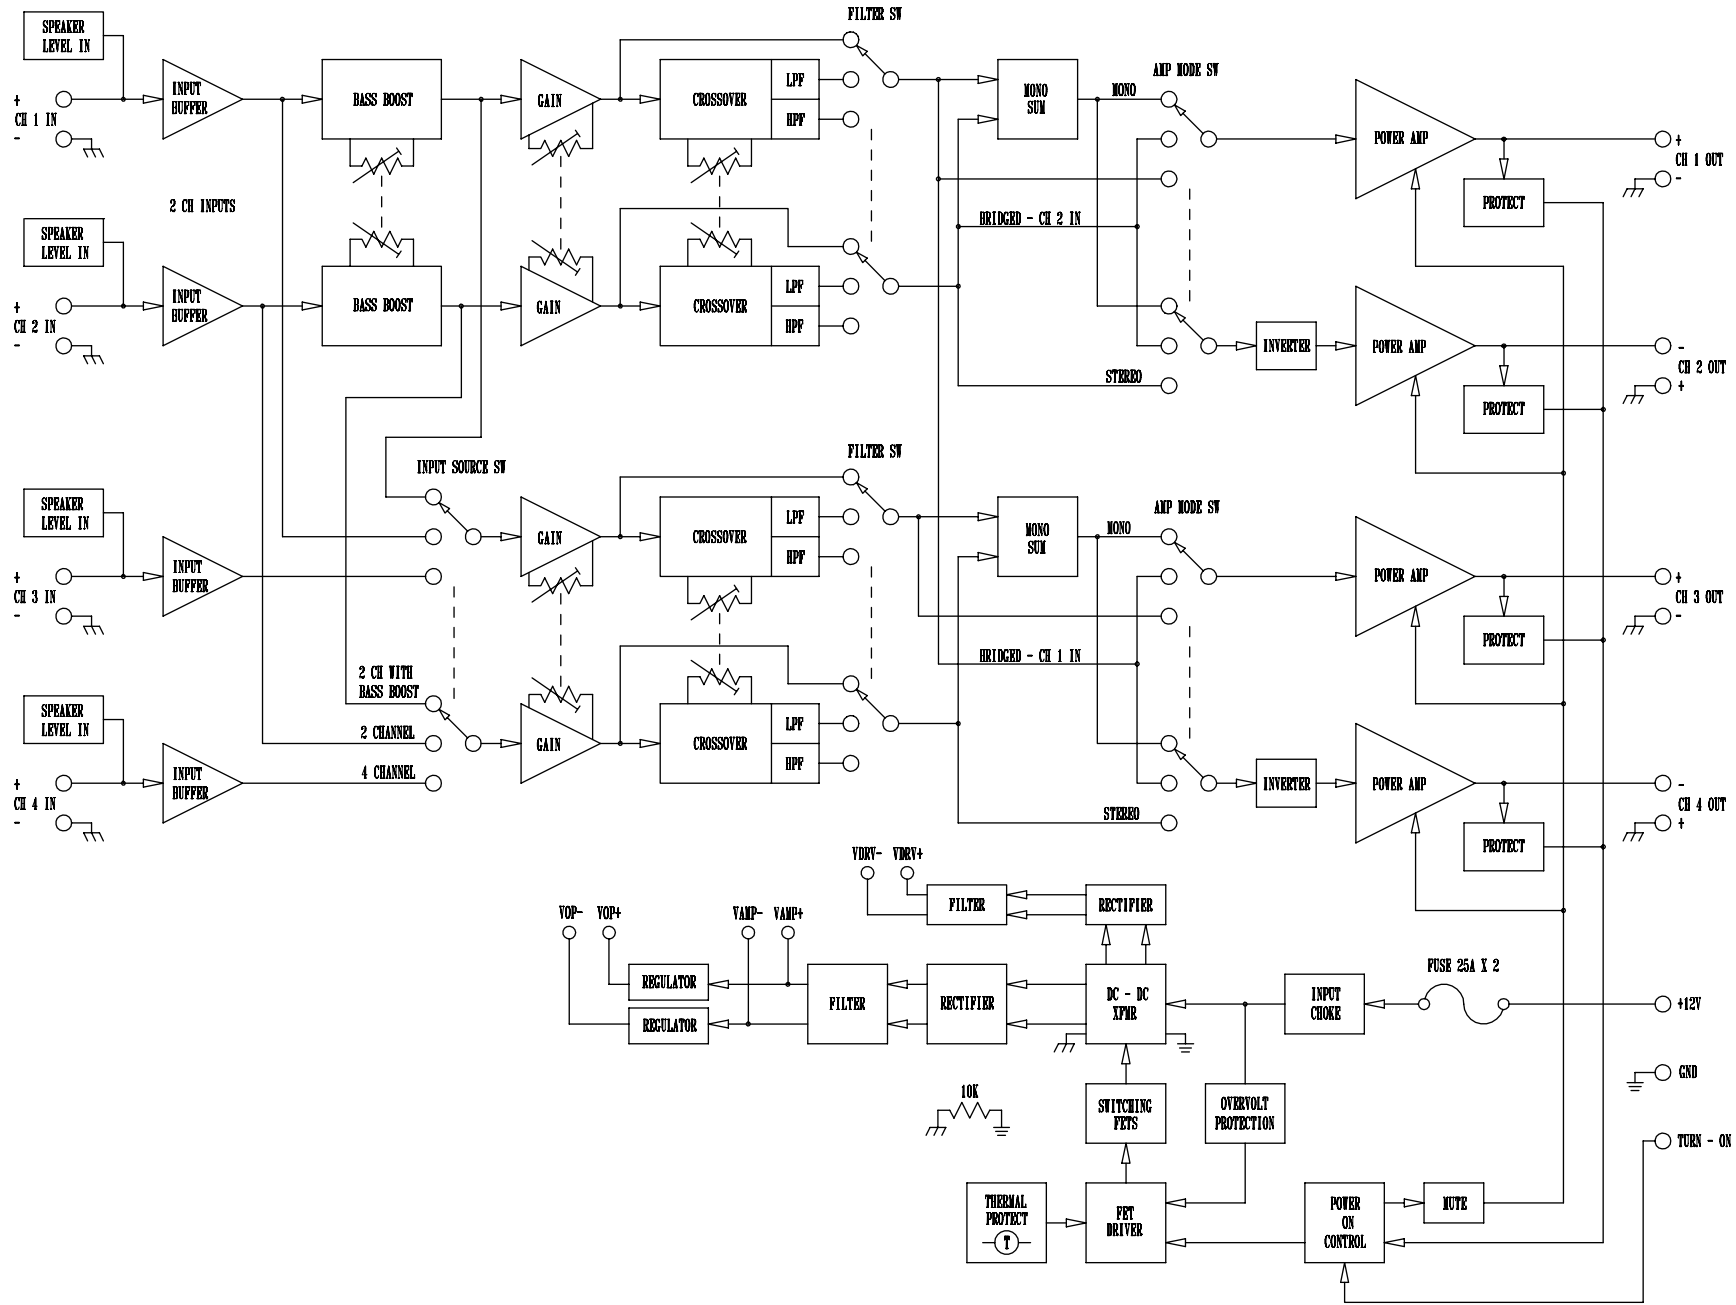 FILTER SW
SPEAKER
LEVEL IN
INPUT
BUFFER
BASS BOOST
GAIN
CROSSOVER
LPF
HPF
MONO
SUM
AMP MODE SW
MONO
POWER AMP
+
CH 1 IN
-
+
CH 1 OUT
-
PROTECT
2 CH INPUTS
BRIDGED - CH 2 IN
SPEAKER
LEVEL IN
INPUT
BUFFER
BASS BOOST
GAIN
CROSSOVER
LPF
HPF
+
CH 2 IN
-
INVERTER
POWER AMP
-
CH 2 OUT
+
STEREO
PROTECT
INPUT SOURCE SW
FILTER SW
SPEAKER
LEVEL IN
INPUT
BUFFER
GAIN
CROSSOVER
LPF
HPF
MONO
SUM
AMP MODE SW
MONO
POWER AMP
+
CH 3 IN
-
+
CH 3 OUT
-
PROTECT
BRIDGED - CH 1 IN
2 CH WITH
BASS BOOST
2 CHANNEL
4 CHANNEL
SPEAKER
LEVEL IN
INPUT
BUFFER
GAIN
CROSSOVER
LPF
HPF
+
CH 4 IN
-
INVERTER
POWER AMP
-
CH 4 OUT
+
STEREO
PROTECT
VDRV- VDRV+
FILTER
RECTIFIER
VOP- VOP+
VAMP- VAMP+
REGULATOR
REGULATOR
FILTER
RECTIFIER
DC - DC
XFMR
INPUT
CHOKE
FUSE 25A X 2
+12V
GND
10K
SWITCHING
FETS
OVERVOLT
PROTECTION
TURN - ON
THERMAL
PROTECT
T
FET
DRIVER
POWER
ON
CONTROL
MUTE